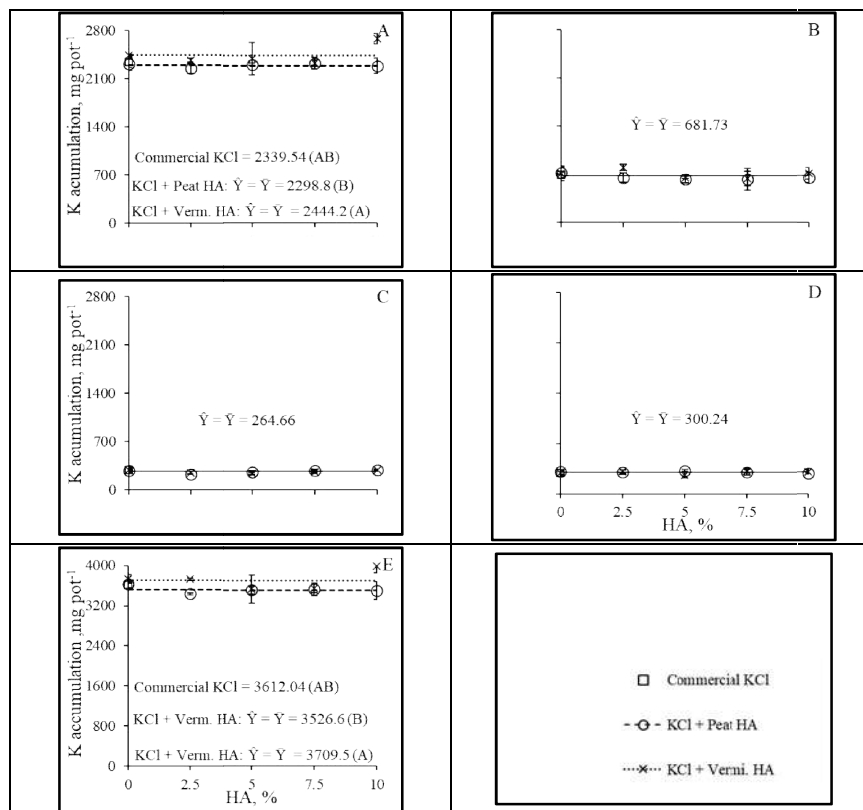 A
K acumulation, mg pot⁻¹
2800
2100
1400
700
0
Commercial KCl = 2339.54 (AB)
KCl + Peat HA: Ŷ = Ȳ = 2298.8 (B)
KCl + Verm. HA: Ŷ = Ȳ = 2444.2 (A)
B
Ŷ = Ȳ = 681.73
C
K acumulation, mg pot⁻¹
2800
2100
1400
700
0
Ŷ = Ȳ = 264.66
D
Ŷ = Ȳ = 300.24
0 2.5 5 7.5 10
HA, %
E
K accumulation ,mg pot⁻¹
4000
3200
2400
1600
800
0
Commercial KCl = 3612.04 (AB)
KCl + Verm. HA: Ŷ = Ȳ = 3526.6 (B)
KCl + Verm. HA: Ŷ = Ȳ = 3709.5 (A)
0 2.5 5 7.5 10
HA, %
Commercial KCl
KCl + Peat HA
KCl + Vermi. HA